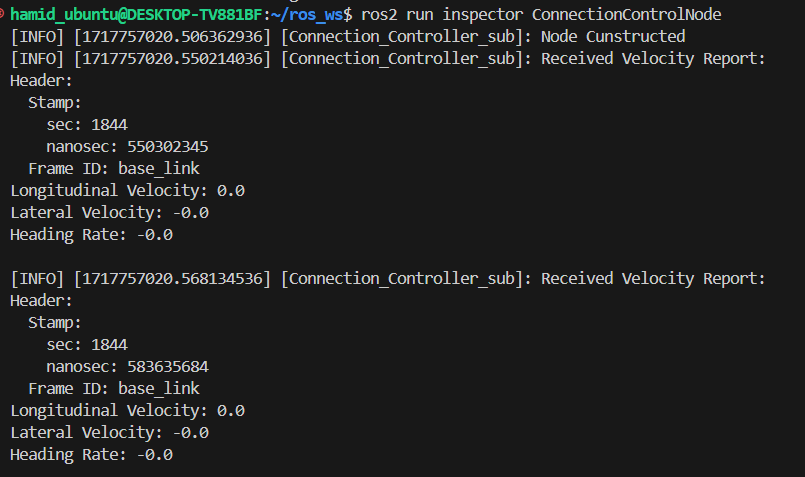 hamid_ubuntu@DESKTOP-TV881BF:~/ros_ws$ ros2 run inspector ConnectionControlNode
[INFO] [1717757020.506362936] [Connection_Controller_sub]: Node Cunstructed
[INFO] [1717757020.550214036] [Connection_Controller_sub]: Received Velocity Report:
Header:
  Stamp:
    sec: 1844
    nanosec: 550302345
  Frame ID: base_link
Longitudinal Velocity: 0.0
Lateral Velocity: -0.0
Heading Rate: -0.0

[INFO] [1717757020.568134536] [Connection_Controller_sub]: Received Velocity Report:
Header:
  Stamp:
    sec: 1844
    nanosec: 583635684
  Frame ID: base_link
Longitudinal Velocity: 0.0
Lateral Velocity: -0.0
Heading Rate: -0.0